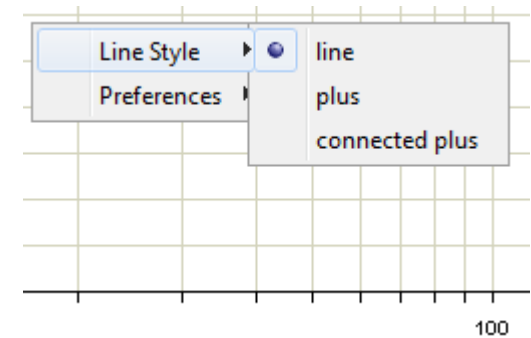 Line Style
line
Preferences
plus
connected plus
100